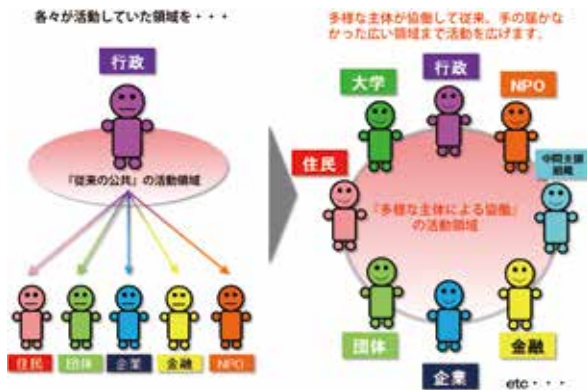 各々が活動していた領域を・・・
行政
『従来の公共』の活動領域
住民
団体
企業
金融
NPO
多様な主体が協働して従来、手の届かな
かった広い領域まで活動を広げます。
行政
大学
NPO
住民
中間支援
組織
『多様な主体による協働』
の活動領域
団体
金融
企業
etc・・・